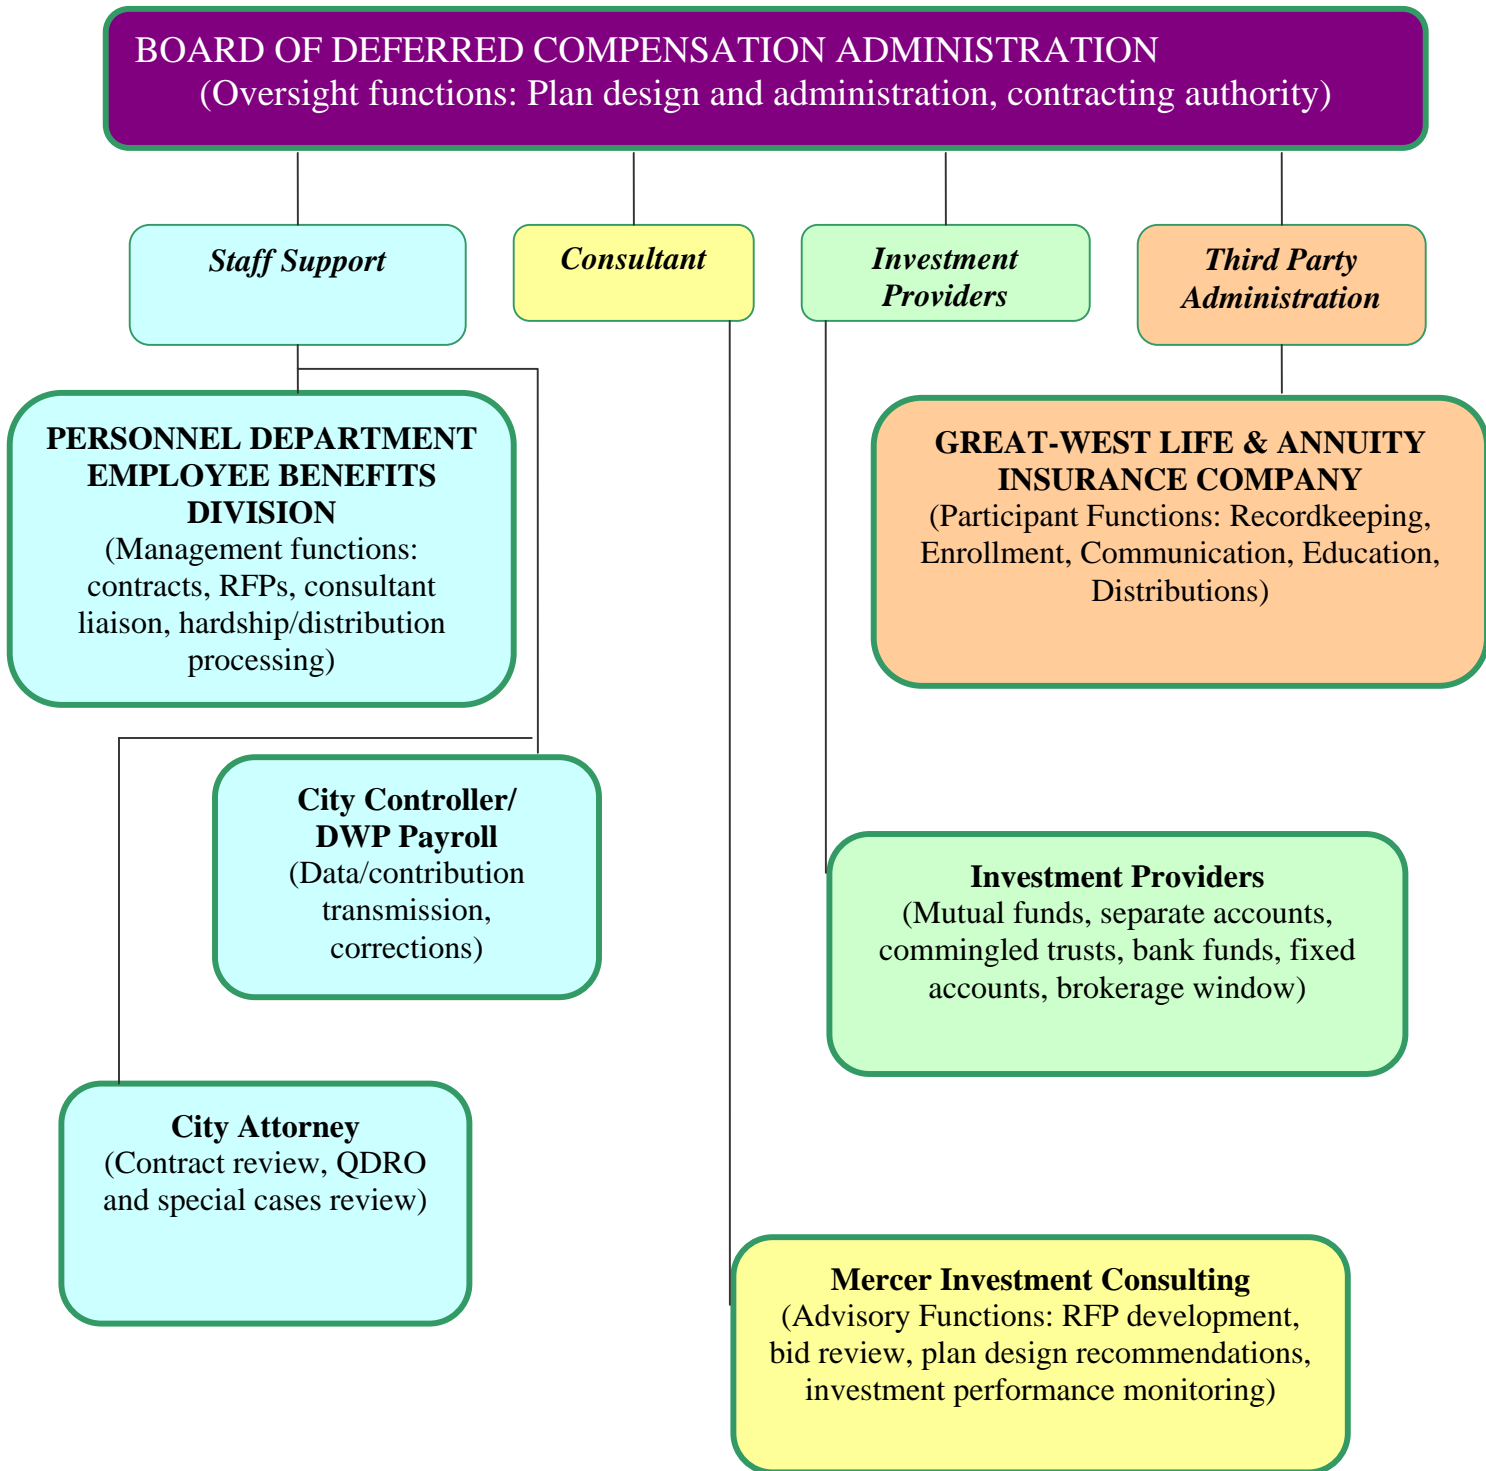 BOARD OF DEFERRED COMPENSATION ADMINISTRATION
(Oversight functions: Plan design and administration, contracting authority)
Staff Support
Consultant
Investment
Providers
Third Party
Administration
PERSONNEL DEPARTMENT
EMPLOYEE BENEFITS
DIVISION
(Management functions:
contracts, RFPs, consultant
liaison, hardship/distribution
processing)
GREAT-WEST LIFE & ANNUITY
INSURANCE COMPANY
(Participant Functions: Recordkeeping,
Enrollment, Communication, Education,
Distributions)
City Controller/
DWP Payroll
(Data/contribution
transmission,
corrections)
Investment Providers
(Mutual funds, separate accounts,
commingled trusts, bank funds, fixed
accounts, brokerage window)
City Attorney
(Contract review, QDRO
and special cases review)
Mercer Investment Consulting
(Advisory Functions: RFP development,
bid review, plan design recommendations,
investment performance monitoring)